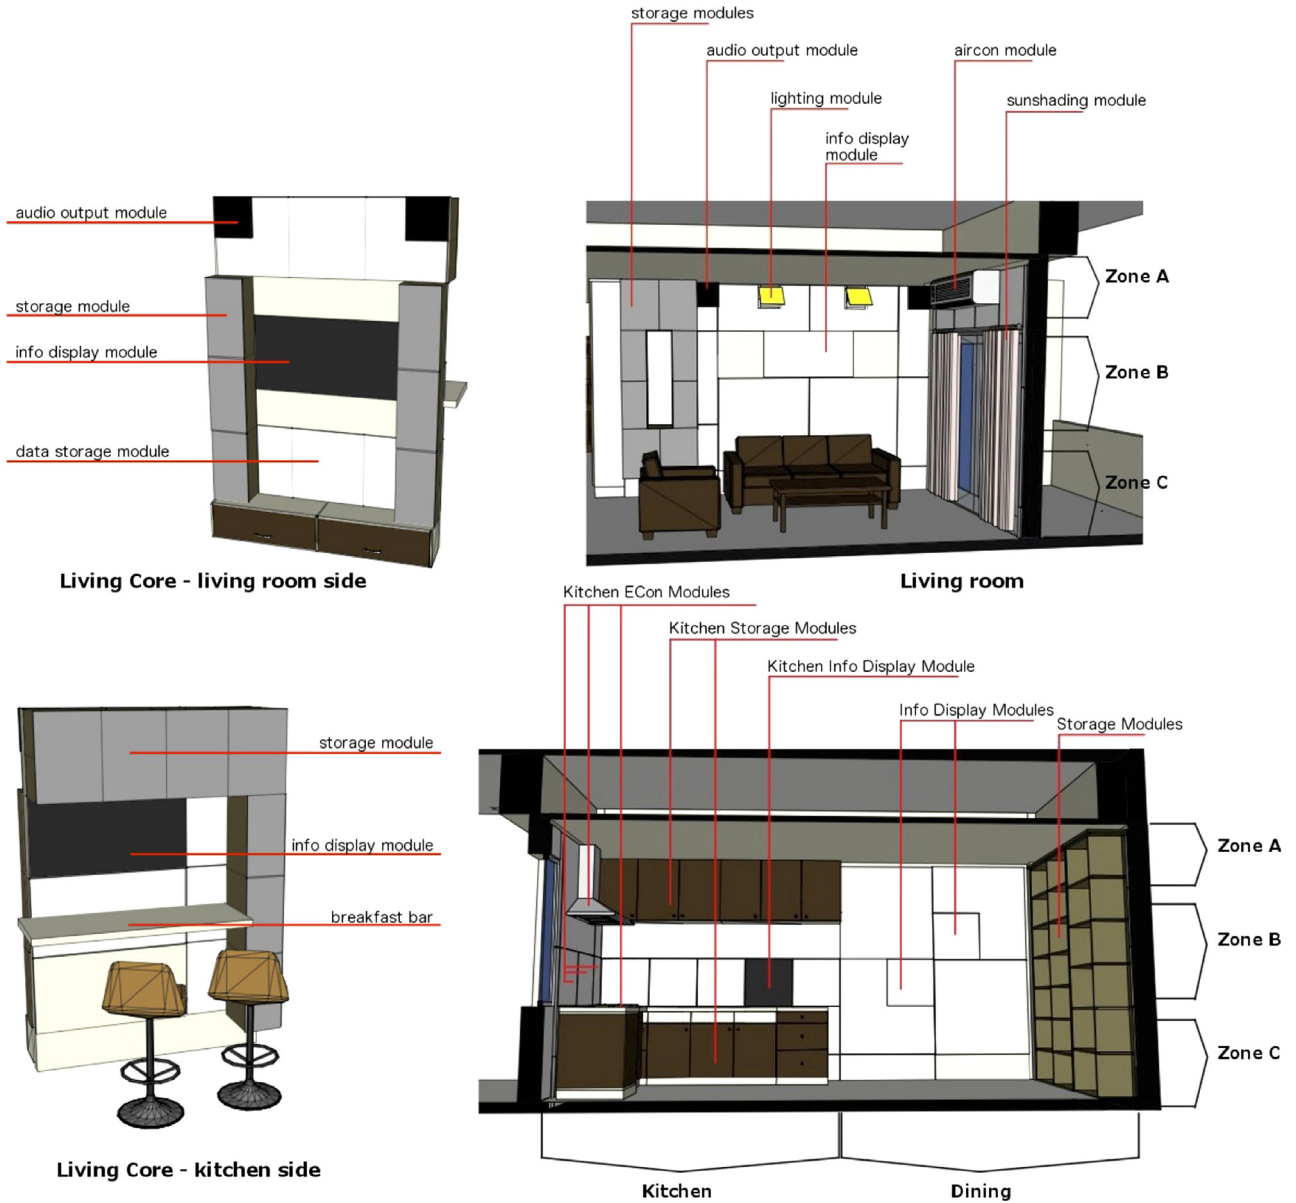 storage modules
audio output module
aircon module
lighting module
sunshading module
info display
module
audio output module
storage module
info display module
data storage module
Zone A
Zone B
Zone C
Living Core - living room side
Living room
Kitchen ECon Modules
Kitchen Storage Modules
Kitchen Info Display Module
Info Display Modules
Storage Modules
storage module
info display module
breakfast bar
Zone A
Zone B
Zone C
Living Core - kitchen side
Kitchen
Dining